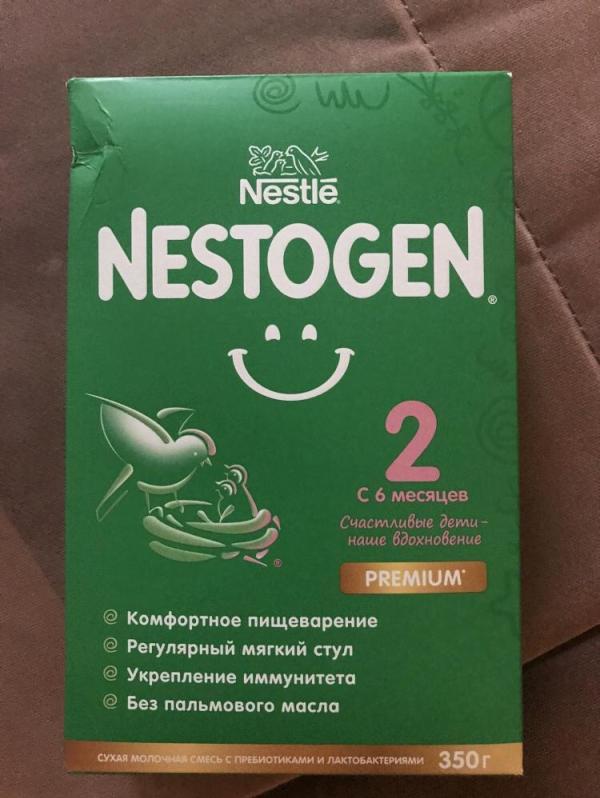 Nestlé®
NESTOGEN®
2
С 6 месяцев
Счастливые дети –
наше вдохновение
PREMIUM*
Комфортное пищеварение
Регулярный мягкий стул
Укрепление иммунитета
Без пальмового масла
СУХАЯ МОЛОЧНАЯ СМЕСЬ С ПРЕБИОТИКАМИ И ЛАКТОБАКТЕРИЯМИ 350 г